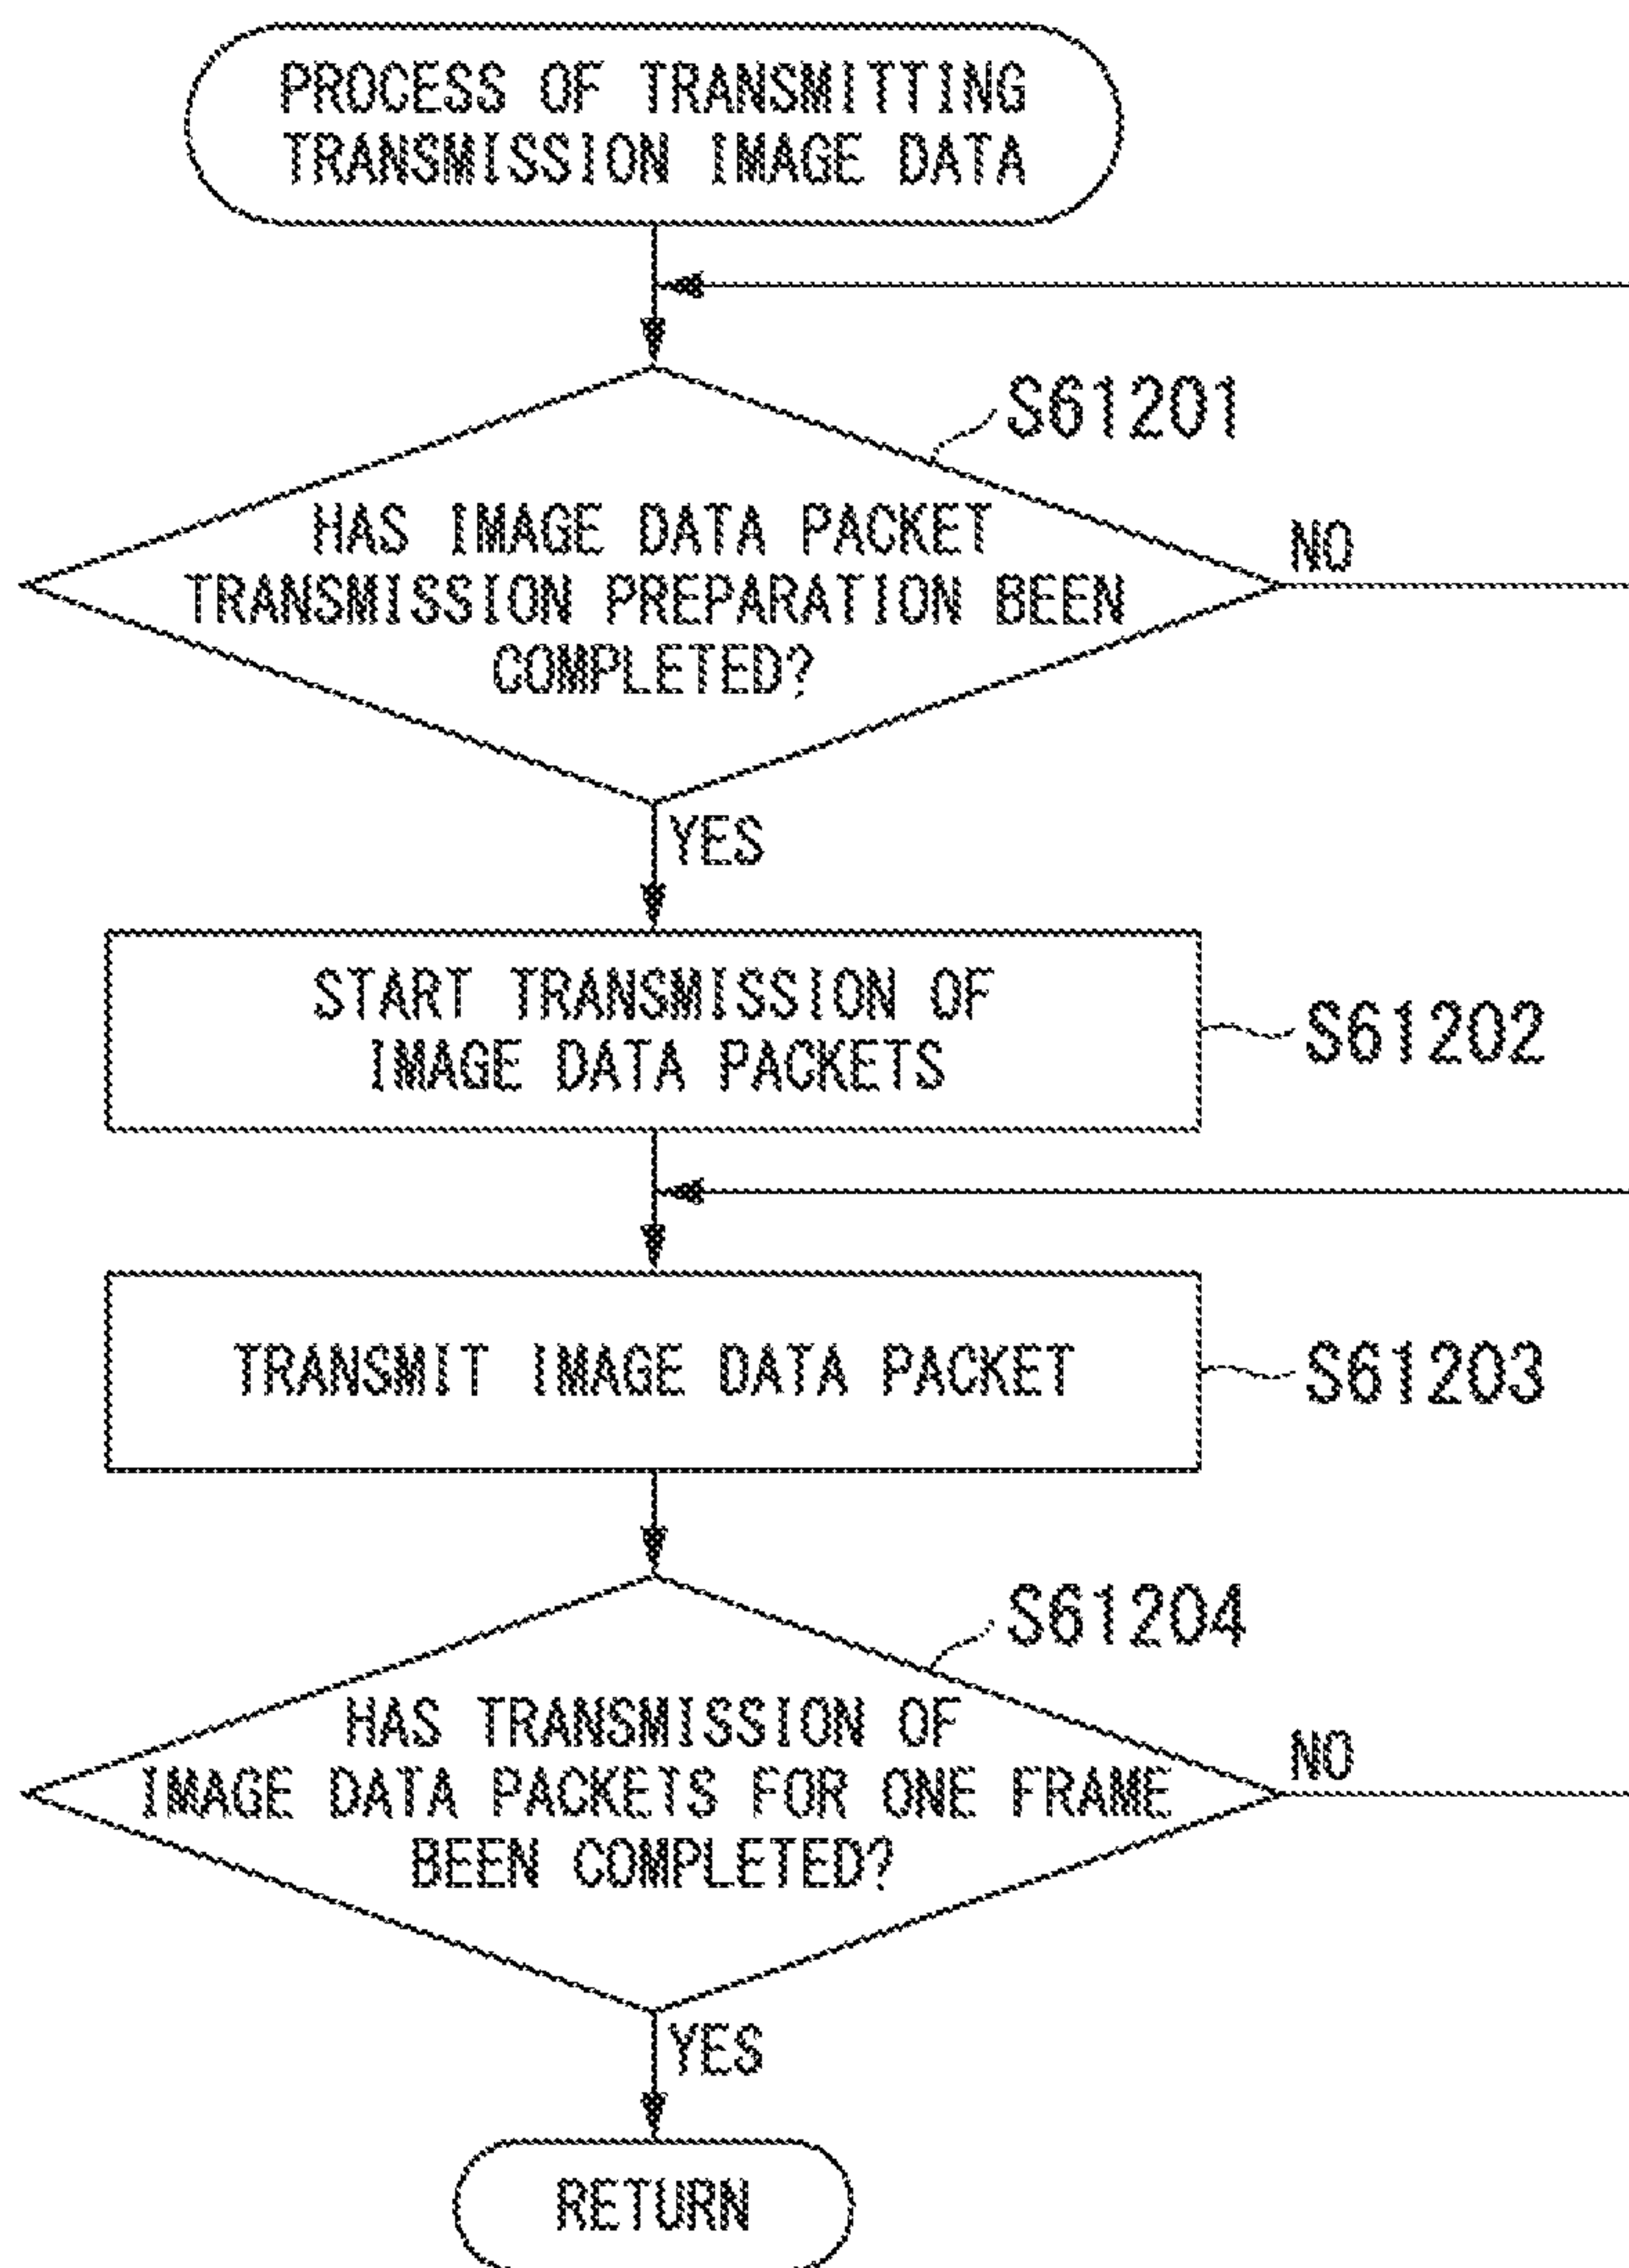 PROCESS OF TRANSMITTING
TRANSMISSION IMAGE DATA
S61201
HAS IMAGE DATA PACKET
TRANSMISSION PREPARATION BEEN
COMPLETED?
NO
YES
START TRANSMISSION OF
IMAGE DATA PACKETS
S61202
TRANSMIT IMAGE DATA PACKET
S61203
S61204
HAS TRANSMISSION OF
IMAGE DATA PACKETS FOR ONE FRAME
BEEN COMPLETED?
NO
YES
RETURN